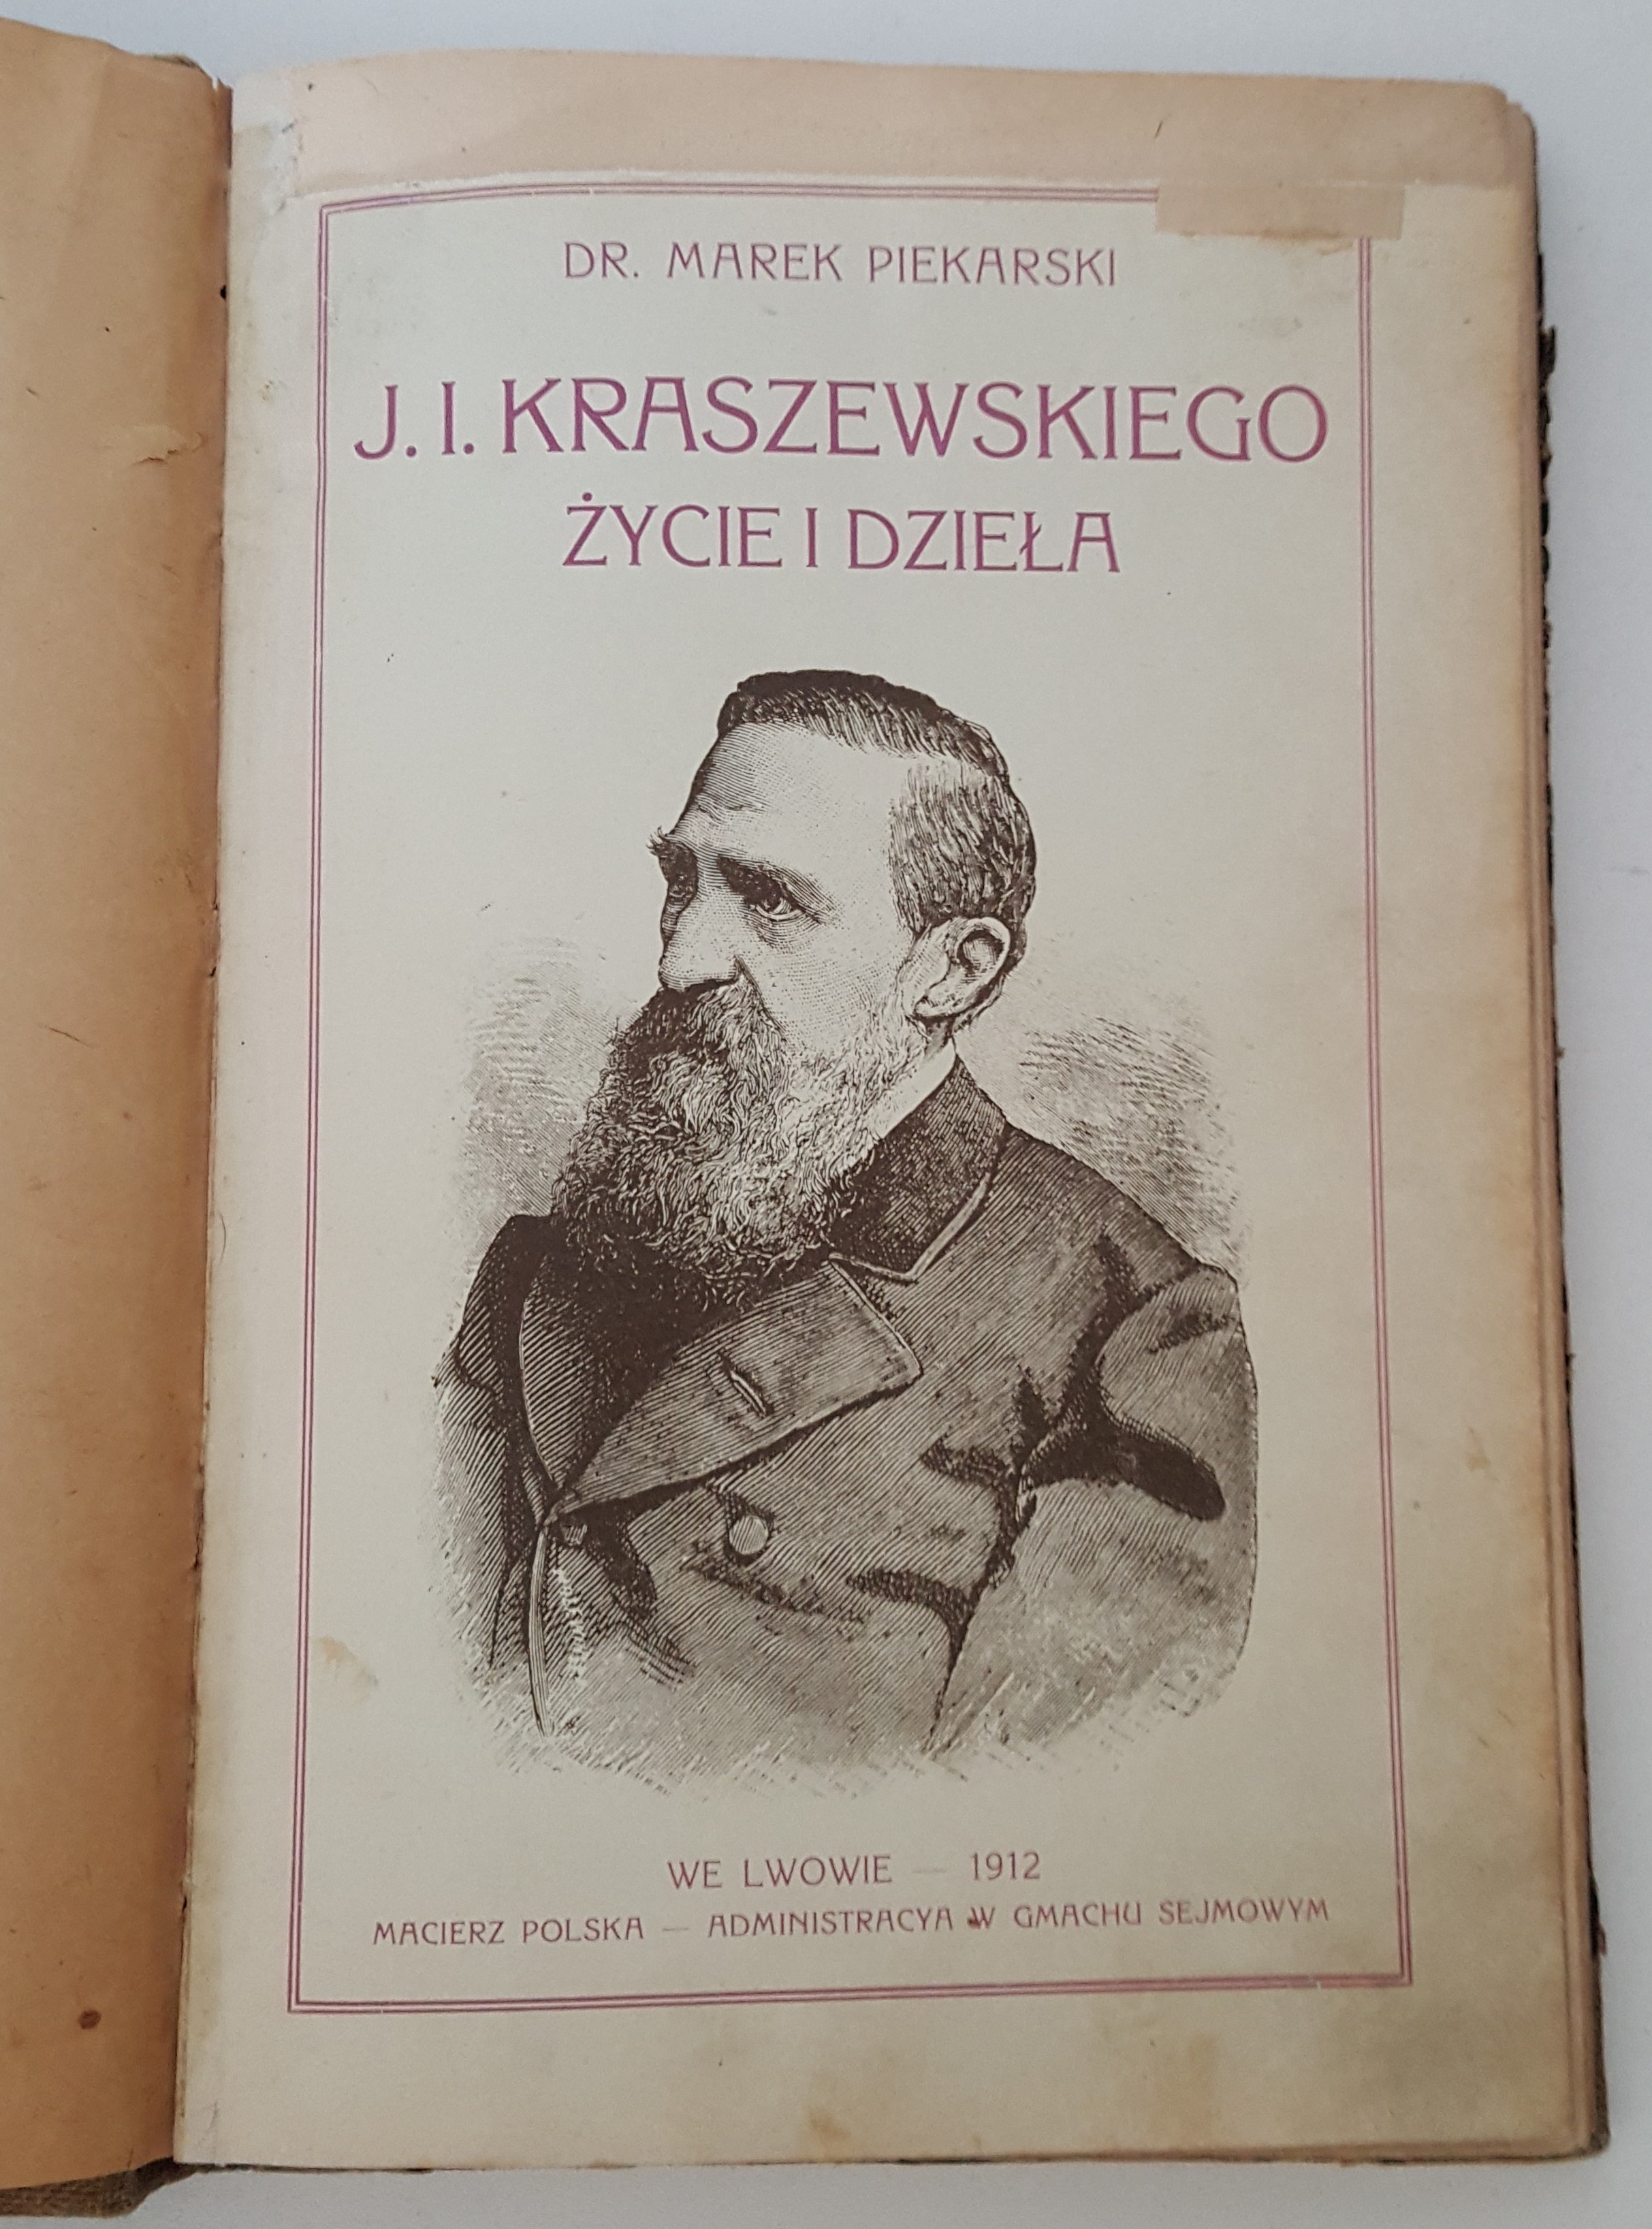 DR. MAREK PIEKARSKI
J. I. KRASZEWSKIEGO
ŻYCIE I DZIEŁA
WE LWOWIE — 1912
MACIERZ POLSKA — ADMINISTRACYA W GMACHU SEJMOWYM